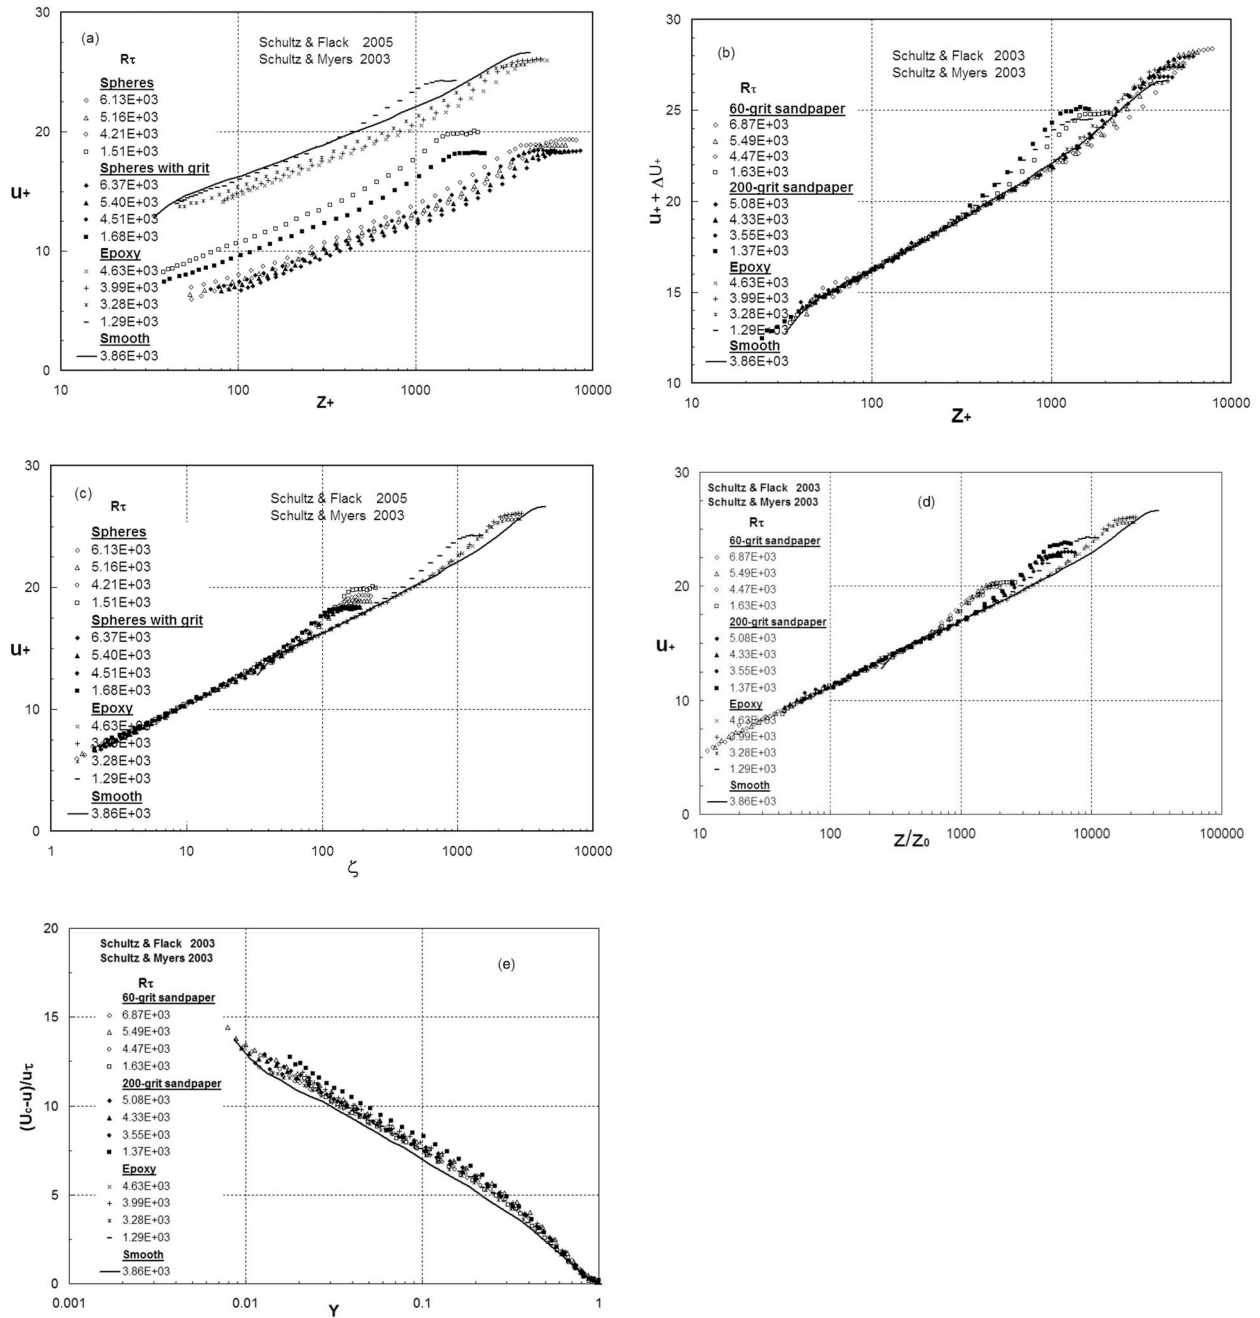 (a)
Schultz & Flack 2005
Schultz & Myers 2003
Rτ
Spheres
6.13E+03
5.16E+03
4.21E+03
1.51E+03
Spheres with grit
6.37E+03
5.40E+03
4.51E+03
1.68E+03
Epoxy
4.63E+03
3.99E+03
3.28E+03
1.29E+03
Smooth
3.86E+03
u+
40
30
20
10
0
10
100
1000
10000
Z+
(b)
Schultz & Flack 2003
Schultz & Myers 2003
Rτ
60-grit sandpaper
6.87E+03
5.49E+03
4.47E+03
1.63E+03
200-grit sandpaper
5.08E+03
4.33E+03
3.55E+03
1.37E+03
Epoxy
4.63E+03
3.99E+03
3.28E+03
1.29E+03
Smooth
3.86E+03
u+ + ΔU+
30
25
20
15
10
10
100
1000
10000
Z+
(c)
Schultz & Flack 2005
Schultz & Myers 2003
Rτ
Spheres
6.13E+03
5.16E+03
4.21E+03
1.51E+03
Spheres with grit
6.37E+03
5.40E+03
4.51E+03
1.68E+03
Epoxy
4.63E+03
3.28E+03
1.29E+03
Smooth
3.86E+03
u+
30
20
10
0
1
10
100
1000
10000
ζ
Schultz & Flack 2003
Schultz & Myers 2003
(d)
Rτ
60-grit sandpaper
6.87E+03
5.49E+03
4.47E+03
1.63E+03
200-grit sandpaper
5.08E+03
4.33E+03
3.55E+03
1.37E+03
Epoxy
4.63E+03
3.99E+03
3.28E+03
1.29E+03
Smooth
3.86E+03
u+
30
20
10
0
10
100
1000
10000
100000
Z/Z0
Schultz & Flack 2003
Schultz & Myers 2003
(e)
Rτ
60-grit sandpaper
6.87E+03
5.49E+03
4.47E+03
1.63E+03
200-grit sandpaper
5.08E+03
4.33E+03
3.55E+03
1.37E+03
Epoxy
4.63E+03
3.99E+03
3.28E+03
1.29E+03
Smooth
3.86E+03
(Uc-u)/uτ
20
15
10
5
0
0.001
0.01
0.1
1
Y